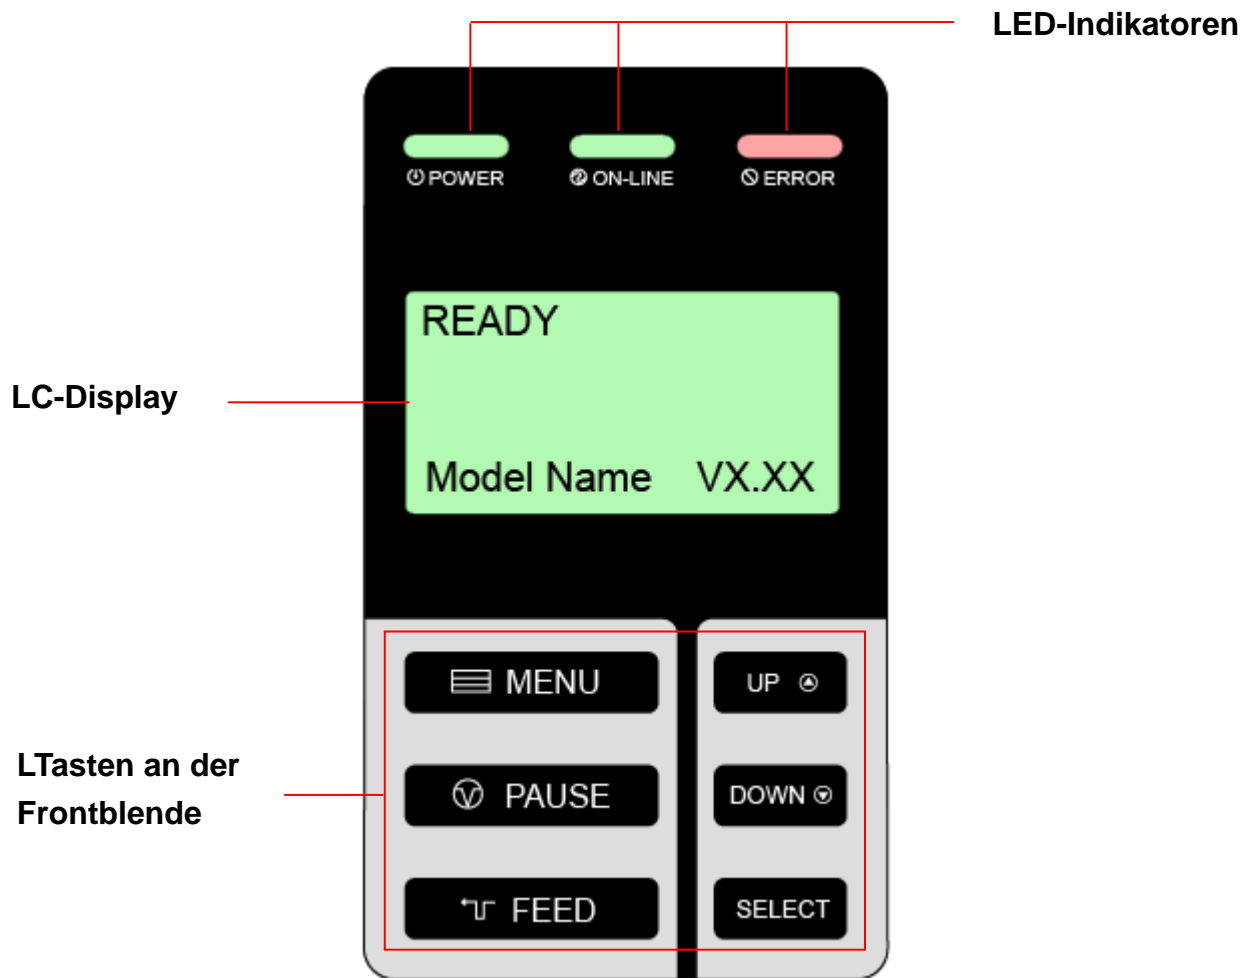 LED-Indikatoren
POWER
ON-LINE
ERROR
READY
LC-Display
Model Name VX.XX
MENU
UP
LTasten an der
Frontblende
PAUSE
DOWN
FEED
SELECT